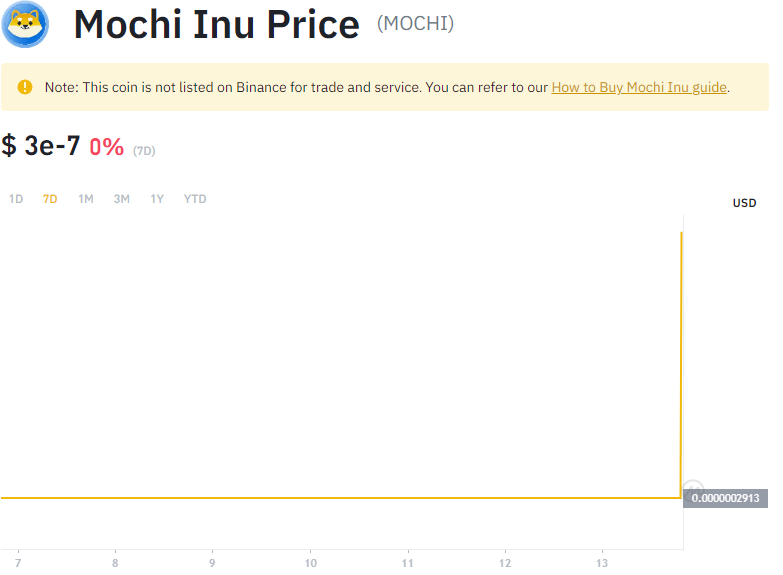 Mochi Inu Price (MOCHI)
Note: This coin is not listed on Binance for trade and service. You can refer to our How to Buy Mochi Inu guide.
$ 3e-7 0% (7D)
1D 7D 1M 3M 1Y YTD
USD
0.0000002913
7 8 9 10 11 12 13